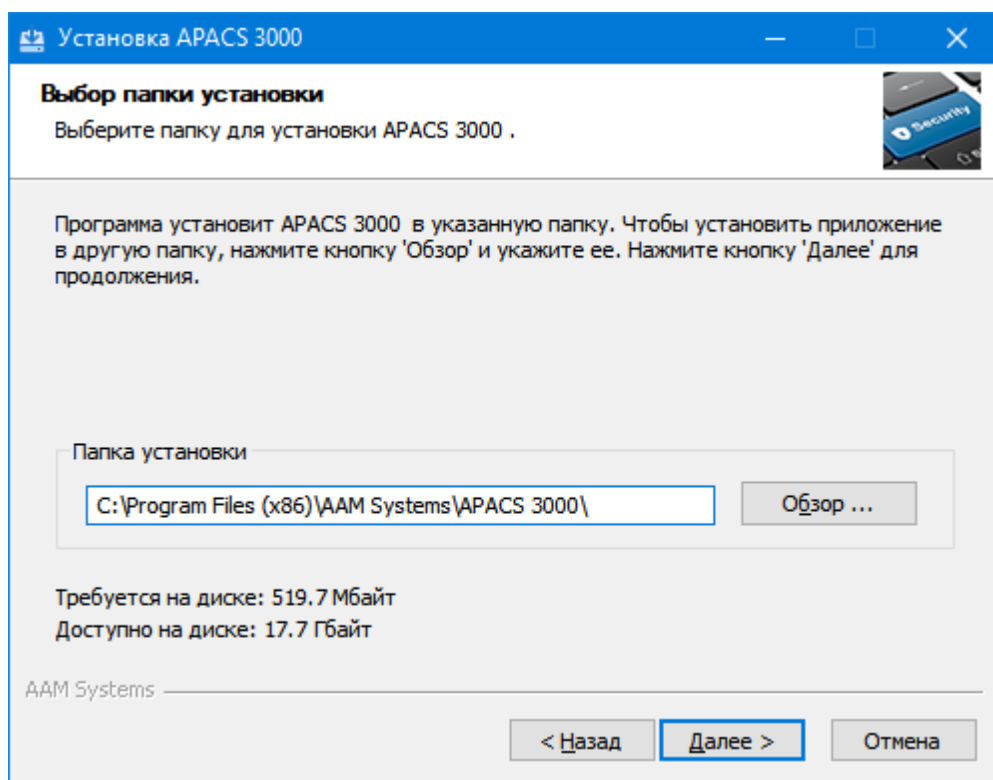 Установка APACS 3000
Выбор папки установки
Выберите папку для установки APACS 3000 .
Security
Программа установит APACS 3000  в указанную папку. Чтобы установить приложение
в другую папку, нажмите кнопку 'Обзор' и укажите ее. Нажмите кнопку 'Далее' для
продолжения.
Папка установки
C:\Program Files (x86)\AAM Systems\APACS 3000\
Обзор ...
Требуется на диске: 519.7 Мбайт
Доступно на диске: 17.7 Гбайт
AAM Systems
< Назад
Далее >
Отмена